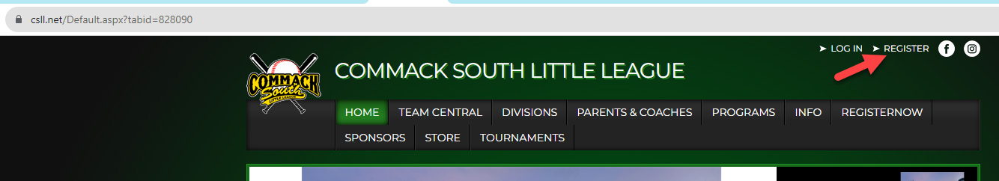 csll.net/Default.aspx?tabid=828090
LOG IN REGISTER
COMMACK SOUTH LITTLE LEAGUE
COMMACK
South
LITTLE LEAGUE
HOME TEAM CENTRAL DIVISIONS PARENTS & COACHES PROGRAMS INFO REGISTERNOW
SPONSORS STORE TOURNAMENTS